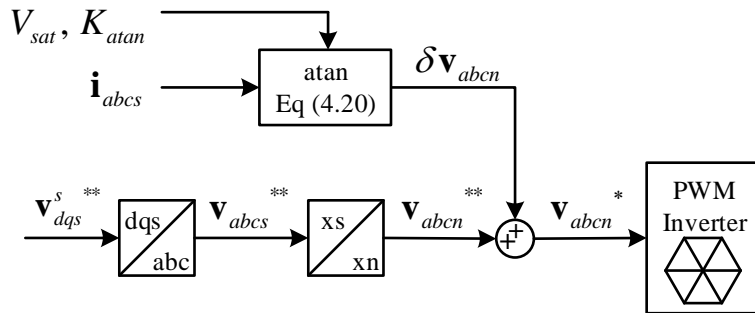 V_sat , K_atan
i_abcs
atan
Eq (4.20)
δv_abcn
v^s_dqs **
dqs
abc
v_abcs **
xs
xn
v_abcn **
+
+
v_abcn *
PWM
Inverter